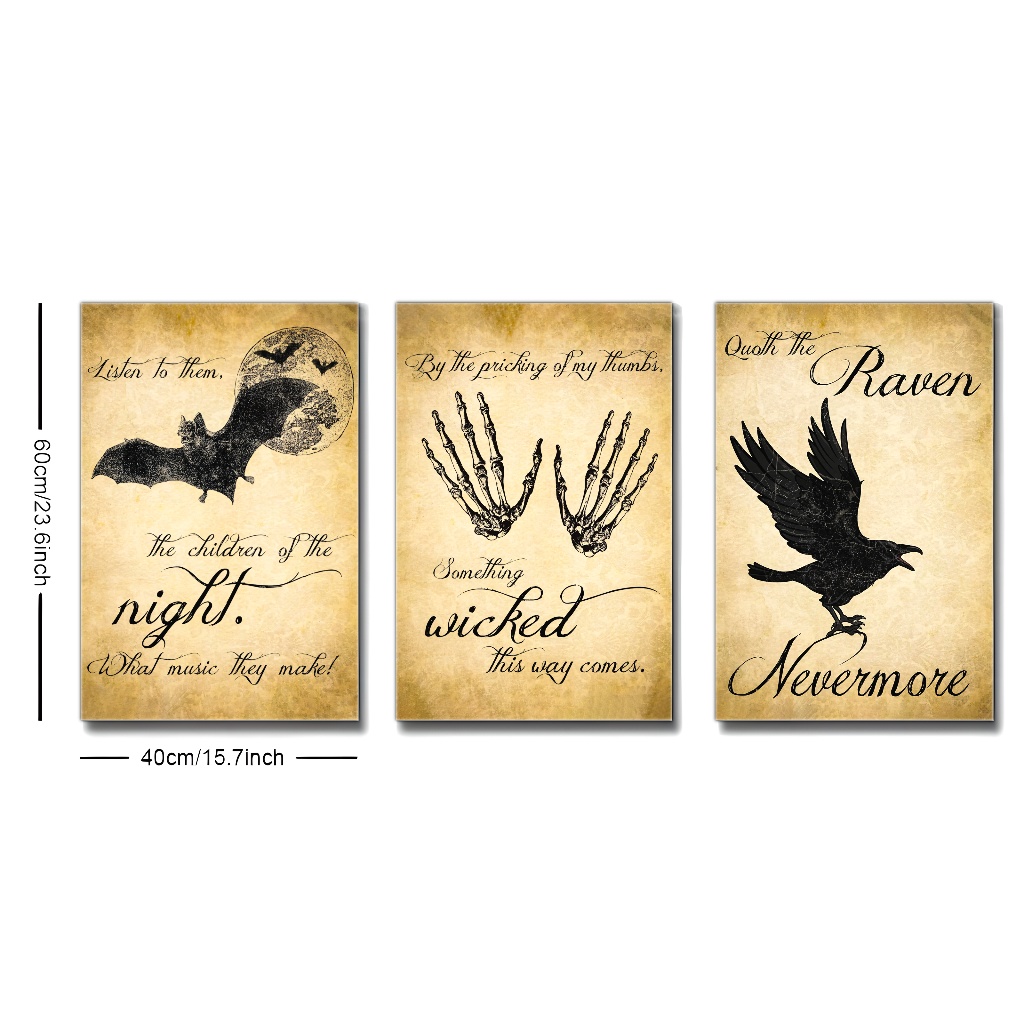 Listen to them,
the children of the
night.
What music they make!
By the pricking of my thumbs,
Something
wicked
this way comes.
Quoth the
Raven
Nevermore
60cm/23.6inch
40cm/15.7inch